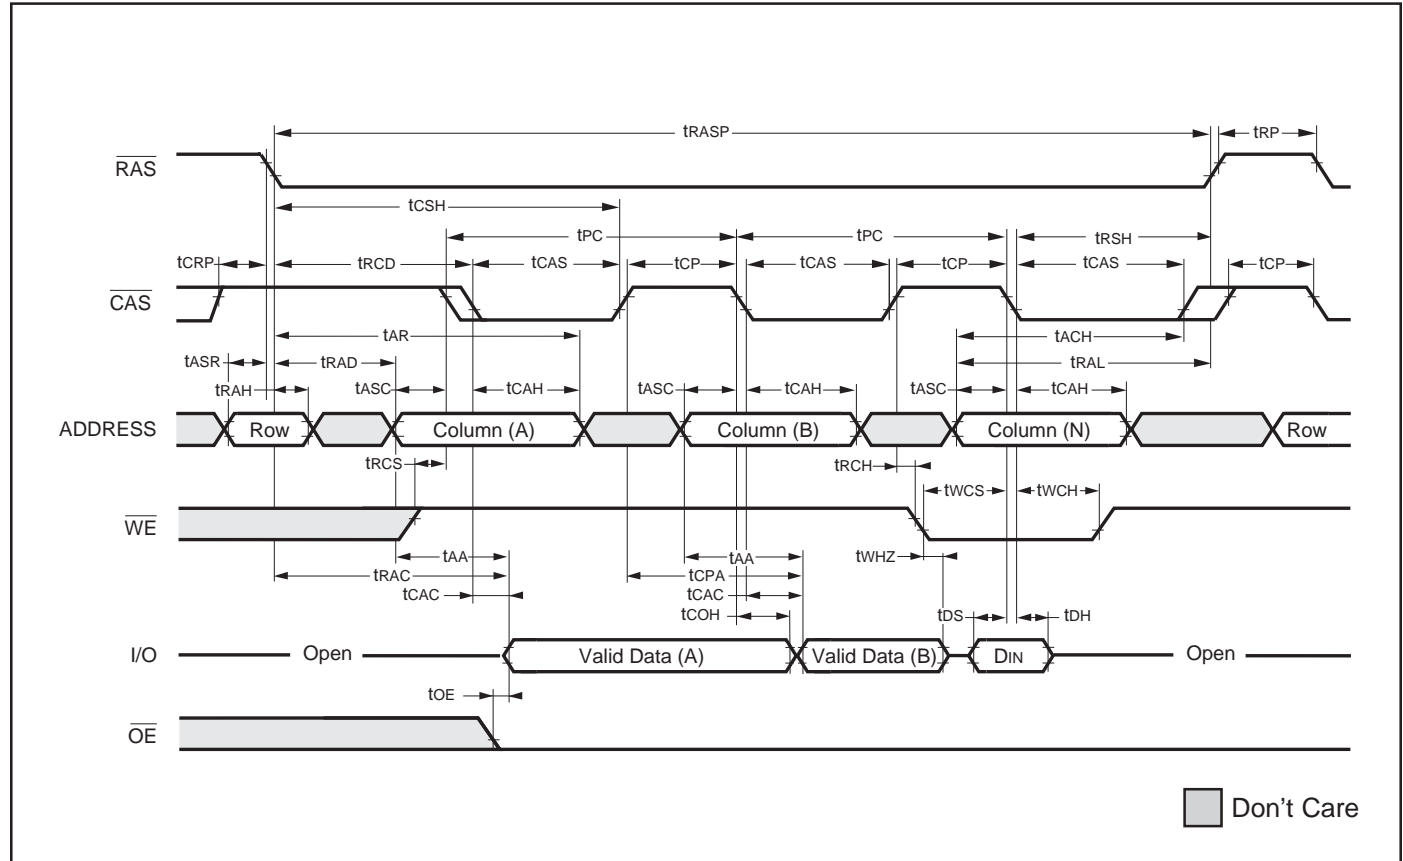 tRASP tRP
RAS
tCSH
tPC tPC tRSH
tCRP tRCD tCAS tCP tCAS tCP tCAS tCP
CAS
tAR tACH
tASR tRAD tRAL
tRAH tASC tCAH tASC tCAH tASC tCAH
ADDRESS Row Column (A) Column (B) Column (N) Row
tRCS tRCH
tWCS tWCH
WE
tAA tAA tWHZ
tRAC tCPA
tCAC tCAC
tCOH tDS tDH
I/O Open Valid Data (A) Valid Data (B) DIN Open
tOE
OE
Don't Care